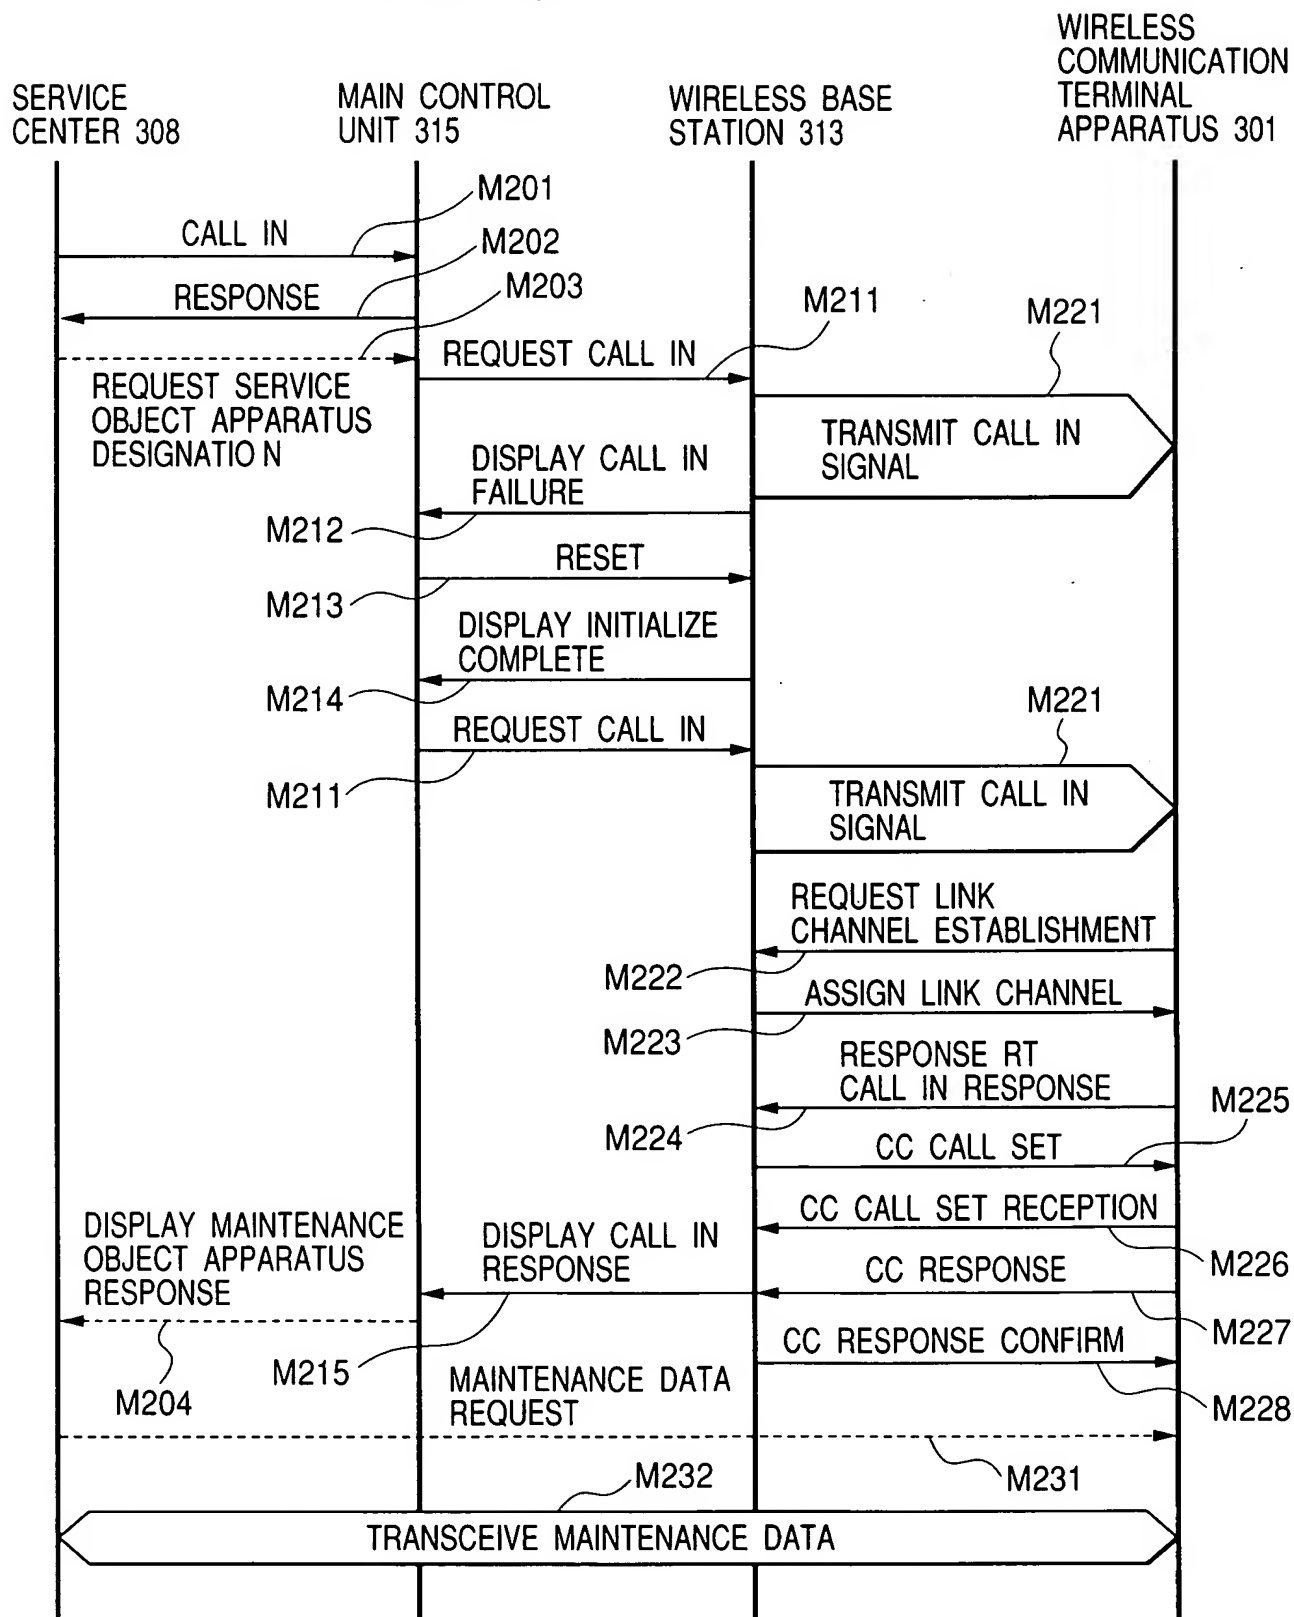 WIRELESS
COMMUNICATION
TERMINAL
APPARATUS 301
SERVICE
CENTER 308
MAIN CONTROL
UNIT 315
WIRELESS BASE
STATION 313
M201
CALL IN
M202
RESPONSE
M203
M211
M221
REQUEST CALL IN
REQUEST SERVICE
OBJECT APPARATUS
DESIGNATIO N
TRANSMIT CALL IN
SIGNAL
DISPLAY CALL IN
FAILURE
M212
RESET
M213
DISPLAY INITIALIZE
COMPLETE
M214
M221
REQUEST CALL IN
M211
TRANSMIT CALL IN
SIGNAL
REQUEST LINK
CHANNEL ESTABLISHMENT
M222
ASSIGN LINK CHANNEL
M223
RESPONSE RT
CALL IN RESPONSE
M225
M224
CC CALL SET
CC CALL SET RECEPTION
DISPLAY MAINTENANCE
OBJECT APPARATUS
RESPONSE
DISPLAY CALL IN
RESPONSE
M226
CC RESPONSE
M227
CC RESPONSE CONFIRM
M215
M204
MAINTENANCE DATA
REQUEST
M228
M232
M231
TRANSCEIVE MAINTENANCE DATA